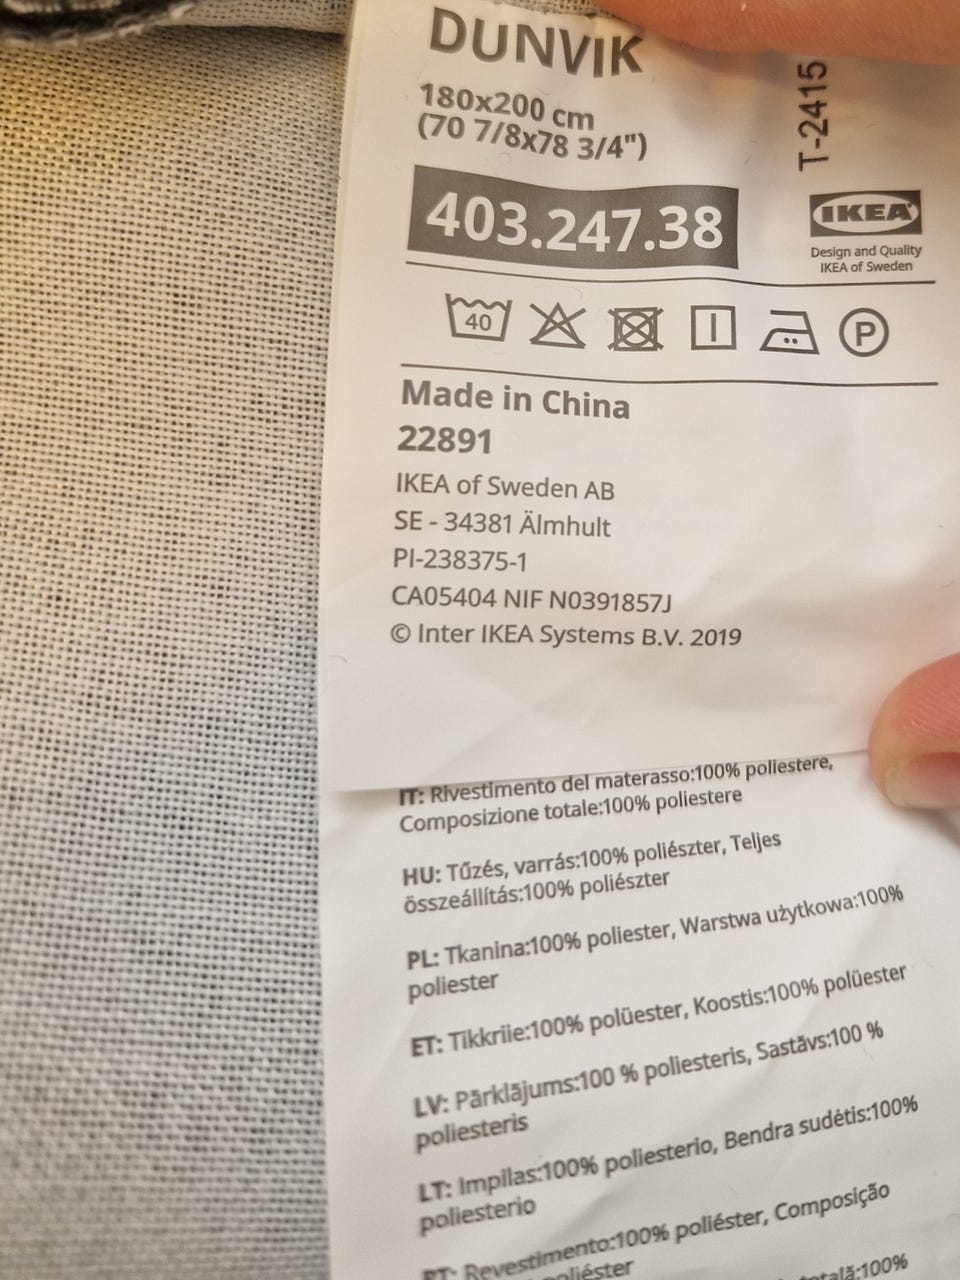 DUNVIK
180x200 cm
(70 7/8x78 3/4")
T-2415
403.247.38
IKEA
Design and Quality
IKEA of Sweden
40
P
Made in China
22891
IKEA of Sweden AB
SE - 34381 Älmhult
PI-238375-1
CA05404 NIF N0391857J
© Inter IKEA Systems B.V. 2019
IT: Rivestimento del materasso:100% poliestere,
Composizione totale:100% poliestere
HU: Tűzés, varrás:100% poliészter, Teljes
összeállítás:100% poliészter
PL: Tkanina:100% poliester, Warstwa użytkowa:100%
poliester
ET: Tikkriie:100% polüester, Koostis:100% polüester
LV: Pārklājums:100 % poliesteris, Sastāvs:100 %
poliesteris
LT: Impilas:100% poliesterio, Bendra sudėtis:100%
poliesterio
PT: Revestimento:100% poliéster, Composição
poliéster
totală:100%